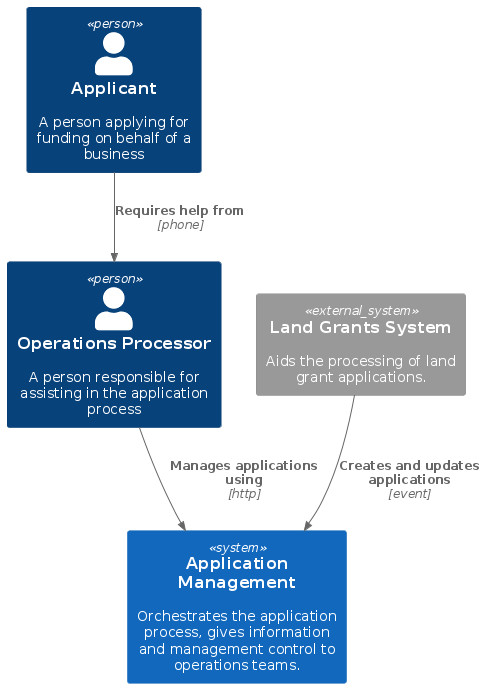 «person»
Applicant
A person applying for
funding on behalf of a
business
Requires help from
[phone]
«person»
Operations Processor
A person responsible for
assisting in the application
process
«external_system»
Land Grants System
Aids the processing of land
grant applications.
Manages applications
using
[http]
Creates and updates
applications
[event]
«system»
Application
Management
Orchestrates the application
process, gives information
and management control to
operations teams.